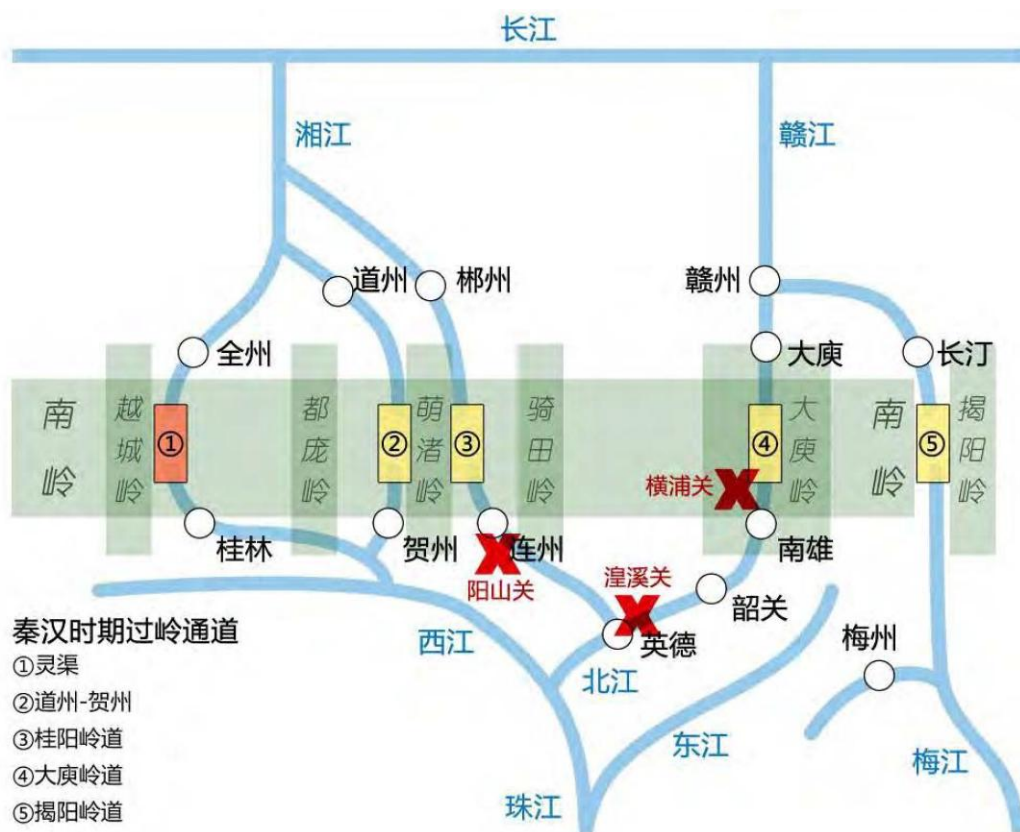 长江
湘江
赣江
道州
郴州
赣州
全州
大庾
长汀
南岭
越城岭
①
都庞岭
②
萌渚岭
③
骑田岭
④
大庾岭
南岭
⑤
揭阳岭
横浦关
桂林
贺州
连州
南雄
阳山关
湟溪关
韶关
英德
西江
北江
梅州
东江
梅江
珠江
秦汉时期过岭通道
①灵渠
②道州-贺州
③桂阳岭道
④大庾岭道
⑤揭阳岭道